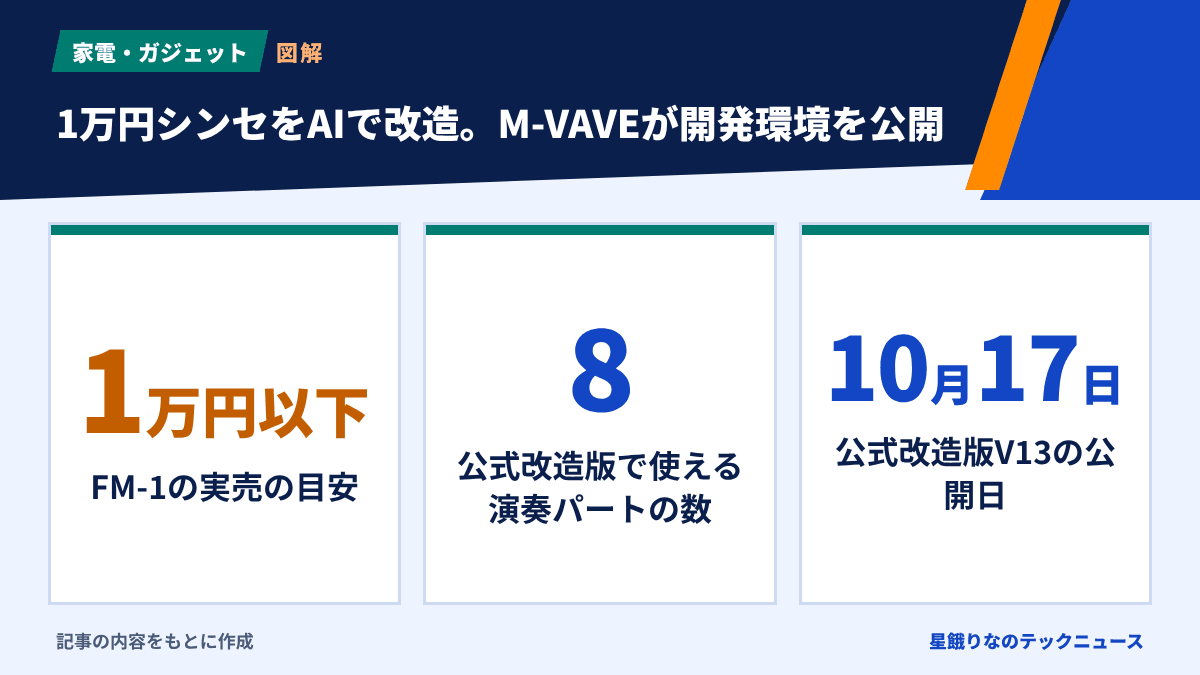 家電・ガジェット 図解
1万円シンセをAIで改造。M-VAVEが開発環境を公開
1万円以下
FM-1の実売の目安
8
公式改造版で使える
演奏パートの数
10月17日
公式改造版V13の公
開日
記事の内容をもとに作成
星餓りなのテックニュース